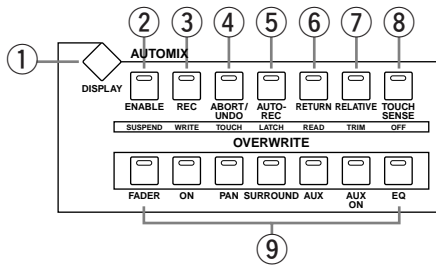 ② ③ ④ ⑤ ⑥ ⑦ ⑧
①
AUTOMIX
DISPLAY
ENABLE REC ABORT/ UNDO AUTO- REC RETURN RELATIVE TOUCH SENSE
SUSPEND WRITE TOUCH LATCH READ TRIM OFF
OVERWRITE
FADER ON PAN SURROUND AUX AUX ON EQ
⑨